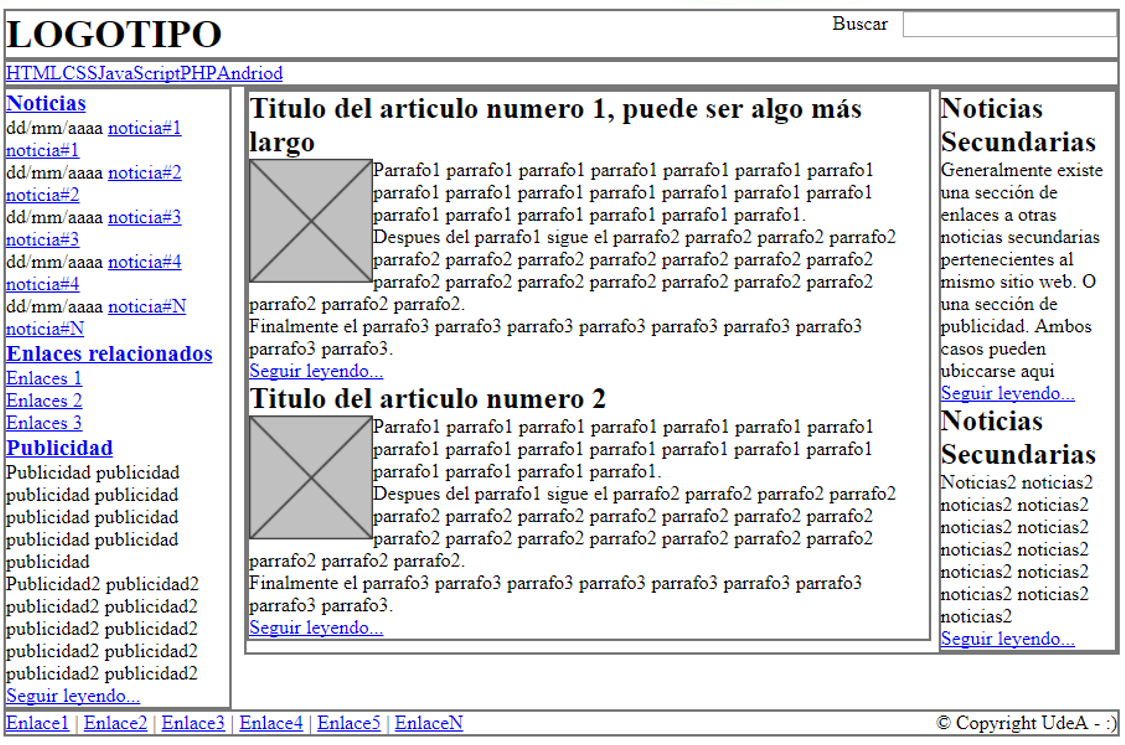 LOGOTIPO
Buscar
HTMLCSSJavaScriptPHPAndriod
Noticias
dd/mm/aaaa noticia#1
noticia#1
dd/mm/aaaa noticia#2
noticia#2
dd/mm/aaaa noticia#3
noticia#3
dd/mm/aaaa noticia#4
noticia#4
dd/mm/aaaa noticia#N
noticia#N
Enlaces relacionados
Enlaces 1
Enlaces 2
Enlaces 3
Publicidad
Publicidad publicidad
publicidad publicidad
publicidad publicidad
publicidad publicidad
publicidad
Publicidad2 publicidad2
publicidad2 publicidad2
publicidad2 publicidad2
publicidad2 publicidad2
publicidad2 publicidad2
Seguir leyendo...
Titulo del articulo numero 1, puede ser algo más
largo
Parrafo1 parrafo1 parrafo1 parrafo1 parrafo1 parrafo1 parrafo1
parrafo1 parrafo1 parrafo1 parrafo1 parrafo1 parrafo1 parrafo1
parrafo1 parrafo1 parrafo1 parrafo1 parrafo1 parrafo1.
Despues del parrafo1 sigue el parrafo2 parrafo2 parrafo2 parrafo2
parrafo2 parrafo2 parrafo2 parrafo2 parrafo2 parrafo2 parrafo2
parrafo2 parrafo2 parrafo2 parrafo2 parrafo2 parrafo2 parrafo2
parrafo2 parrafo2 parrafo2.
Finalmente el parrafo3 parrafo3 parrafo3 parrafo3 parrafo3 parrafo3 parrafo3
parrafo3 parrafo3.
Seguir leyendo...
Titulo del articulo numero 2
Parrafo1 parrafo1 parrafo1 parrafo1 parrafo1 parrafo1 parrafo1
parrafo1 parrafo1 parrafo1 parrafo1 parrafo1 parrafo1 parrafo1
parrafo1 parrafo1 parrafo1 parrafo1.
Despues del parrafo1 sigue el parrafo2 parrafo2 parrafo2 parrafo2
parrafo2 parrafo2 parrafo2 parrafo2 parrafo2 parrafo2 parrafo2
parrafo2 parrafo2 parrafo2 parrafo2 parrafo2 parrafo2 parrafo2
parrafo2 parrafo2 parrafo2.
Finalmente el parrafo3 parrafo3 parrafo3 parrafo3 parrafo3 parrafo3 parrafo3
parrafo3 parrafo3.
Seguir leyendo...
Noticias
Secundarias
Generalmente existe
una sección de
enlaces a otras
noticias secundarias
pertenecientes al
mismo sitio web. O
una sección de
publicidad. Ambos
casos pueden
ubiccarse aqui
Seguir leyendo...
Noticias
Secundarias
Noticias2 noticias2
noticias2 noticias2
noticias2 noticias2
noticias2 noticias2
noticias2 noticias2
noticias2 noticias2
noticias2
Seguir leyendo...
Enlace1 | Enlace2 | Enlace3 | Enlace4 | Enlace5 | EnlaceN
© Copyright UdeA - :)